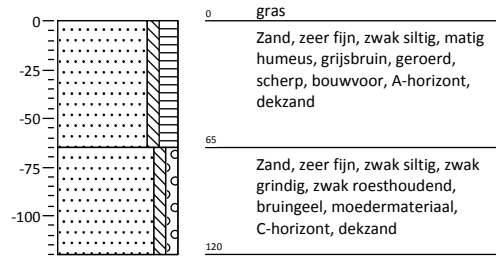 0
-25
-50
-75
-100
0 gras
Zand, zeer fijn, zwak siltig, matig
humeus, grijsbruin, geroerd,
scherp, bouwvoor, A-horizont,
dekzand
65
Zand, zeer fijn, zwak siltig, zwak
grindig, zwak roesthoudend,
bruingeel, moedermateriaal,
C-horizont, dekzand
120